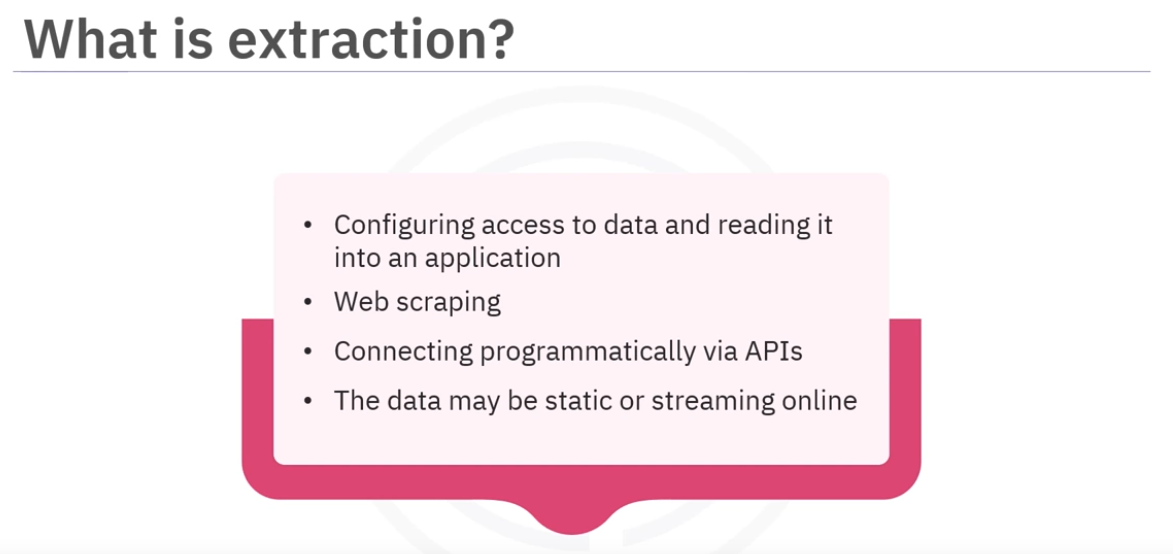 What is extraction?
• Configuring access to data and reading it
into an application
• Web scraping
• Connecting programmatically via APIs
• The data may be static or streaming online